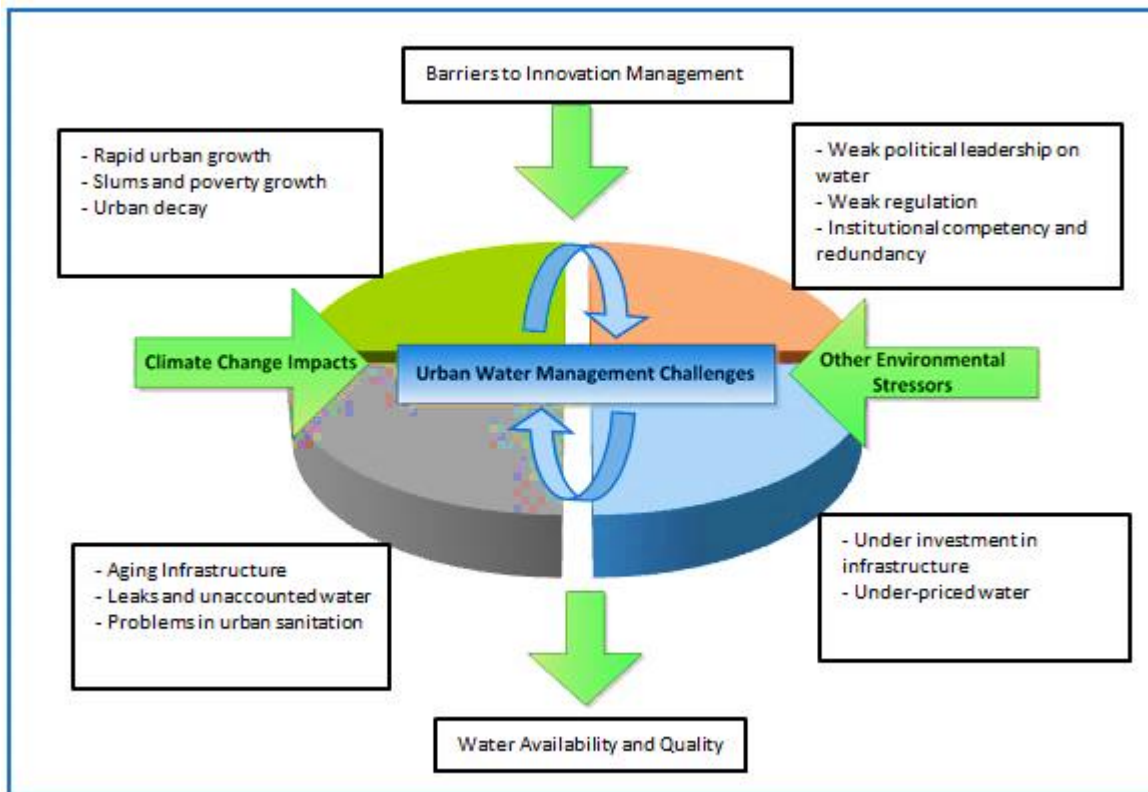 Barriers to Innovation Management
- Rapid urban growth
- Slums and poverty growth
- Urban decay
- Weak political leadership on
water
- Weak regulation
- Institutional competency and
redundancy
Climate Change Impacts
Urban Water Management Challenges
Other Environmental
Stressors
- Aging Infrastructure
- Leaks and unaccounted water
- Problems in urban sanitation
- Under investment in
infrastructure
- Under-priced water
Water Availability and Quality